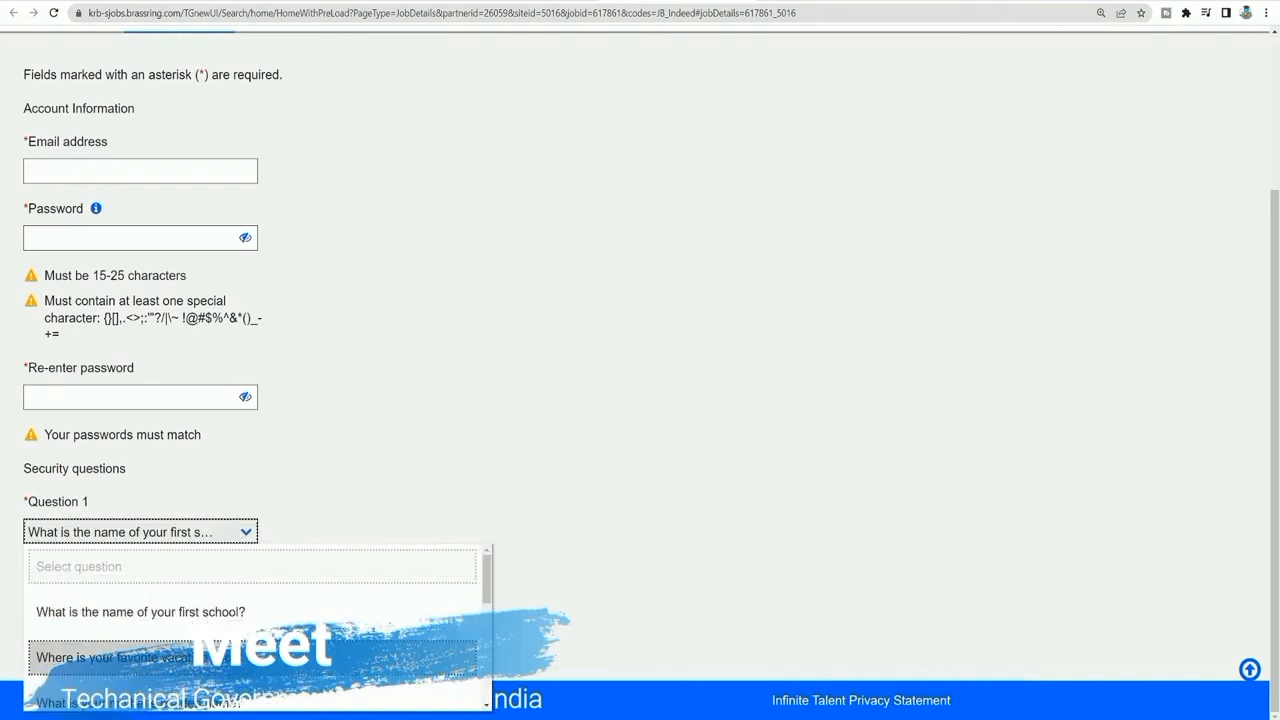 krb-sjobs.brassring.com/TGnewUI/Search/home/HomeWithPreLoad?PageType=JobDetails&partnerid=26059&siteid=5016&jobid=617861&codes=JB_Indeed#jobDetails=617861_5016
Fields marked with an asterisk (*) are required.
Account Information
*Email address
*Password
Must be 15-25 characters
Must contain at least one special
character: {}[],.<>;:'"?/|\~ !@#$%^&*()_-
+=
*Re-enter password
Your passwords must match
Security questions
*Question 1
What is the name of your first s...
Select question
What is the name of your first school?
Meet
Where is your favorite
Techanical
Infinite Talent Privacy Statement